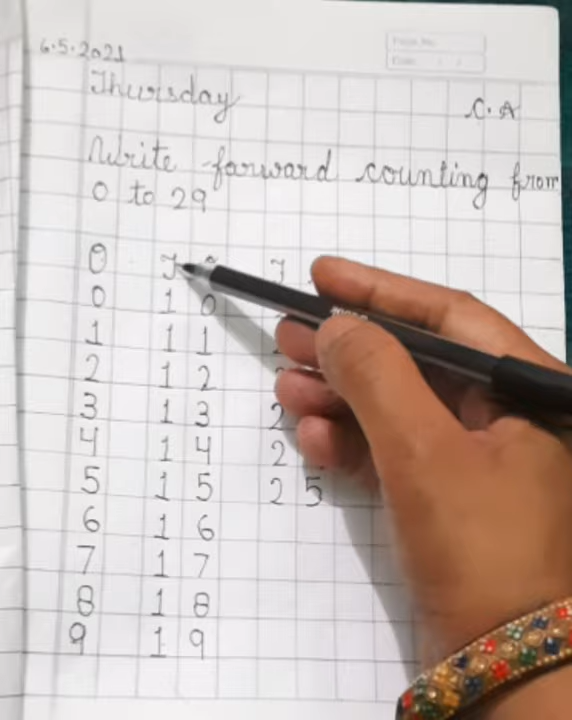 6.5.2021
Thursday
C.A
Write forward counting from
0 to 29
O T O T
0 1 0
1 1 1
2 1 2
3 1 3 2
4 1 4 2
5 1 5 2 5
6 1 6
7 1 7
8 1 8
9 1 9